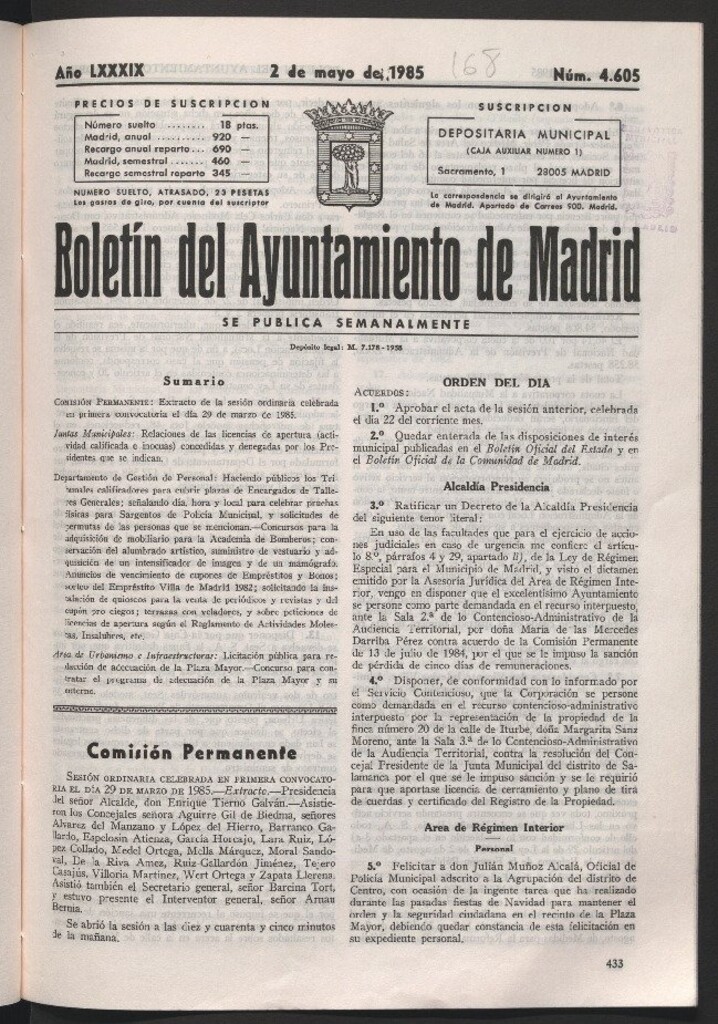 Año LXXXIX
2 de mayo de 1985
168
Núm. 4.605
PRECIOS DE SUSCRIPCION
Número suelto ........ 18 ptas.
Madrid, anual .......... 920 —
Recargo anual reparto... 690 —
Madrid, semestral ....... 460 —
Recargo semestral reparto 345 —
NUMERO SUELTO, ATRASADO, 23 PESETAS
Los gastos de giro, por cuenta del suscriptor
SUSCRIPCION
DEPOSITARIA MUNICIPAL
(CAJA AUXILIAR NUMERO 1)
Sacramento, 1 28005 MADRID
La correspondencia se dirigirá al Ayuntamiento
de Madrid. Apartado de Correos 900. Madrid.
Boletín del Ayuntamiento de Madrid
SE PUBLICA SEMANALMENTE
Depósito legal: M. 7.178 - 1958
Sumario
COMISIÓN PERMANENTE: Extracto de la sesión ordinaria celebrada
en primera convocatoria el día 29 de marzo de 1985.
Juntas Municipales: Relaciones de las licencias de apertura (acti-
vidad calificada e inocuas) concedidas y denegadas por los Pre-
sidentes que se indican.
Departamento de Gestión de Personal: Haciendo públicos los Tri-
bunales calificadores para cubrir plazas de Encargados de Talle-
res Generales; señalando día, hora y local para celebrar pruebas
físicas para Sargentos de Policía Municipal, y solicitudes de
permutas de las personas que se mencionan.—Concursos para la
adquisición de mobiliario para la Academia de Bomberos; con-
servación del alumbrado artístico, suministro de vestuario y ad-
quisición de un intensificador de imagen y de un mamógrafo.
Anuncios de vencimiento de cupones de Empréstitos y Bonos;
sorteo del Empréstito Villa de Madrid 1982; solicitando la ins-
talación de quioscos para la venta de periódicos y revistas y del
cupón pro ciegos; terrazas con veladores, y sobre peticiones de
licencias de apertura según el Reglamento de Actividades Moles-
tas, Insalubres, etc.
Area de Urbanismo e Infraestructuras: Licitación pública para re-
dacción de adecuación de la Plaza Mayor.—Concurso para con-
tratar el programa de adecuación de la Plaza Mayor y su
entorno.
Comisión Permanente
SESIÓN ORDINARIA CELEBRADA EN PRIMERA CONVOCATO-
RIA EL DÍA 29 DE MARZO DE 1985.—Extracto.—Presidencia
del señor Alcalde, don Enrique Tierno Galván.—Asistie-
ron los Concejales señora Aguirre Gil de Biedma, señores
Alvarez del Manzano y López del Hierro, Barranco Ga-
llardo, Espelosín Atienza, García Horcajo, Lara Ruiz, Ló-
pez Collado, Medel Ortega, Mella Márquez, Moral Sando-
val, De la Riva Amez, Ruiz-Gallardón Jiménez, Tejero
Casajús, Villoria Martínez, Wert Ortega y Zapata Llerena.
Asistió también el Secretario general, señor Barcina Tort,
y estuvo presente el Interventor general, señor Arnau
Bernia.
Se abrió la sesión a las diez y cuarenta y cinco minutos
de la mañana.
ORDEN DEL DIA
ACUERDOS:
1.º Aprobar el acta de la sesión anterior, celebrada
el día 22 del corriente mes.
2.º Quedar enterada de las disposiciones de interés
municipal publicadas en el Boletín Oficial del Estado y en
el Boletín Oficial de la Comunidad de Madrid.
Alcaldía Presidencia
3.º Ratificar un Decreto de la Alcaldía Presidencia
del siguiente tenor literal:
En uso de las facultades que para el ejercicio de accio-
nes judiciales en caso de urgencia me confiere el artícu-
lo 8.º, párrafos 4 y 29, apartado B), de la Ley de Régimen
Especial para el Municipio de Madrid, y visto el dictamen
emitido por la Asesoría Jurídica del Area de Régimen Inte-
rior, vengo en disponer que el excelentísimo Ayuntamiento
se persone como parte demandada en el recurso interpuesto,
ante la Sala 2.ª de lo Contencioso-Administrativo de la
Audiencia Territorial, por doña María de las Mercedes
Darriba Pérez contra acuerdo de la Comisión Permanente
de 13 de julio de 1984, por el que se le impuso la sanción
de pérdida de cinco días de remuneraciones.
4.º Disponer, de conformidad con lo informado por
el Servicio Contencioso, que la Corporación se persone
como demandada en el recurso contencioso-administrativo
interpuesto por la representación de la propiedad de la
finca número 20 de la calle de Iturbe, doña Margarita Sanz
Moreno, ante la Sala 3.ª de lo Contencioso-Administrativo
de la Audiencia Territorial, contra la resolución del Con-
cejal Presidente de la Junta Municipal del distrito de Sa-
lamanca por el que se le impuso sanción y se le requirió
para que aportase licencia de cerramiento y plano de tira
de cuerdas y certificado del Registro de la Propiedad.
Area de Régimen Interior
Personal
5.º Felicitar a don Julián Muñoz Alcalá, Oficial de
Policía Municipal adscrito a la Agrupación del distrito de
Centro, con ocasión de la ingente tarea que ha realizado
durante las pasadas fiestas de Navidad para mantener el
orden y la seguridad ciudadana en el recinto de la Plaza
Mayor, debiendo quedar constancia de esta felicitación en
su expediente personal.
433